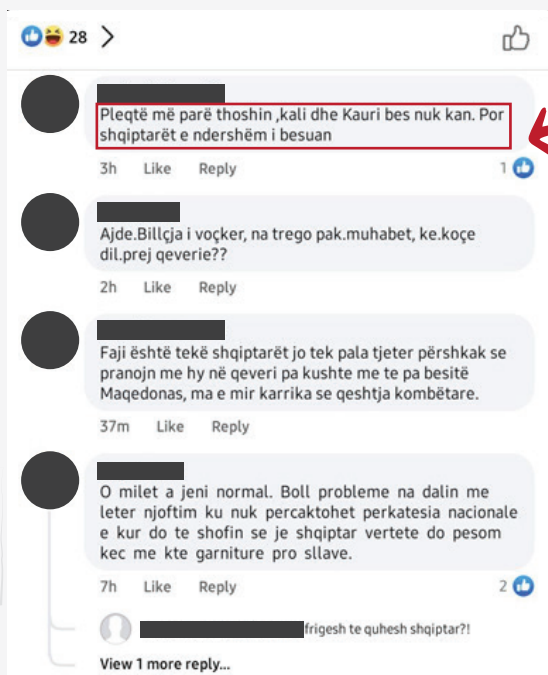 28
Pleqtë më parë thoshin ,kali dhe Kauri bes nuk kan. Por
shqiptarët e ndershëm i besuan
3h Like Reply 1
Ajde.Billçja i voçker, na trego pak.muhabet, ke.koçe
dil.prej qeverie??
2h Like Reply
Faji është tekë shqiptarët jo tek pala tjeter përshkak se
pranojn me hy në qeveri pa kushte me te pa besitë
Maqedonas, ma e mir karrika se qeshtja kombëtare.
37m Like Reply
O milet a jeni normal. Boll probleme na dalin me
leter njoftim ku nuk percaktohet perkatesia nacionale
e kur do te shofin se je shqiptar vertete do pesom
kec me kte garniture pro sllave.
7h Like Reply 2
frigesh te quhesh shqiptar?!
View 1 more reply...